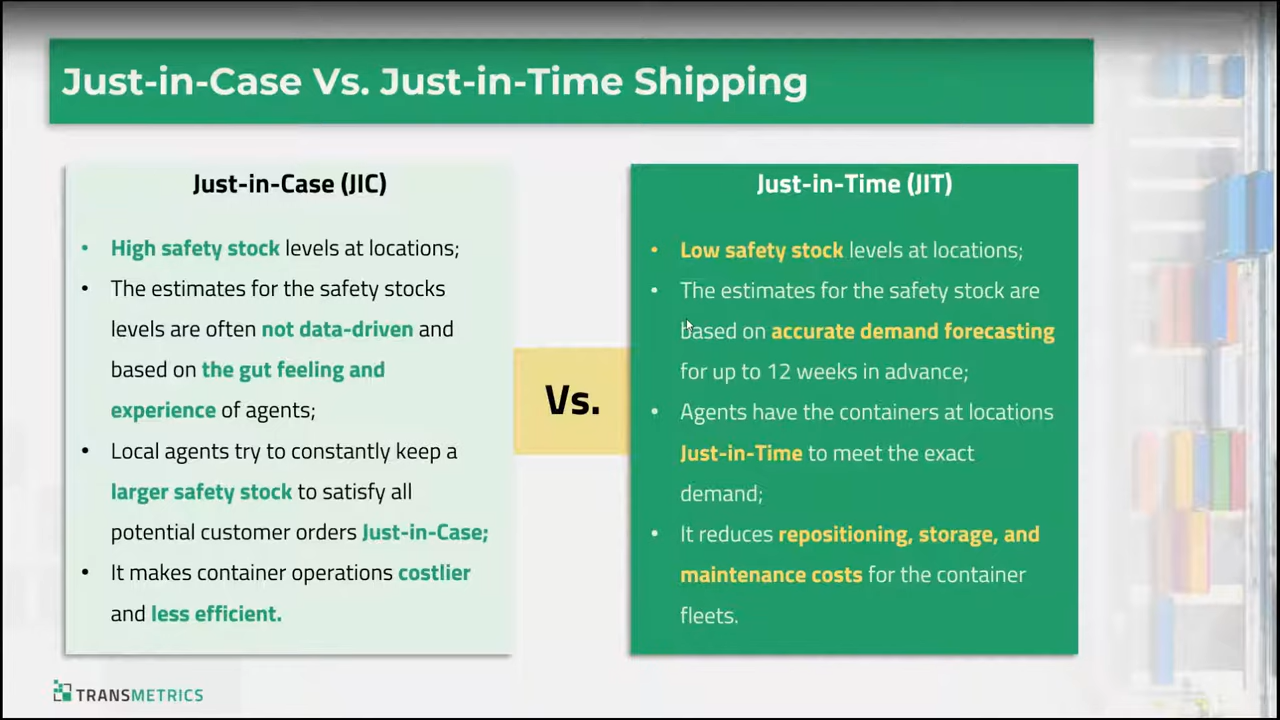 Just-in-Case Vs. Just-in-Time Shipping
Just-in-Case (JIC)
• High safety stock levels at locations;
• The estimates for the safety stocks
levels are often not data-driven and
based on the gut feeling and
experience of agents;
• Local agents try to constantly keep a
larger safety stock to satisfy all
potential customer orders Just-in-Case;
• It makes container operations costlier
and less efficient.
Vs.
Just-in-Time (JIT)
• Low safety stock levels at locations;
• The estimates for the safety stock are
based on accurate demand forecasting
for up to 12 weeks in advance;
• Agents have the containers at locations
Just-in-Time to meet the exact
demand;
• It reduces repositioning, storage, and
maintenance costs for the container
fleets.
TRANSMETRICS